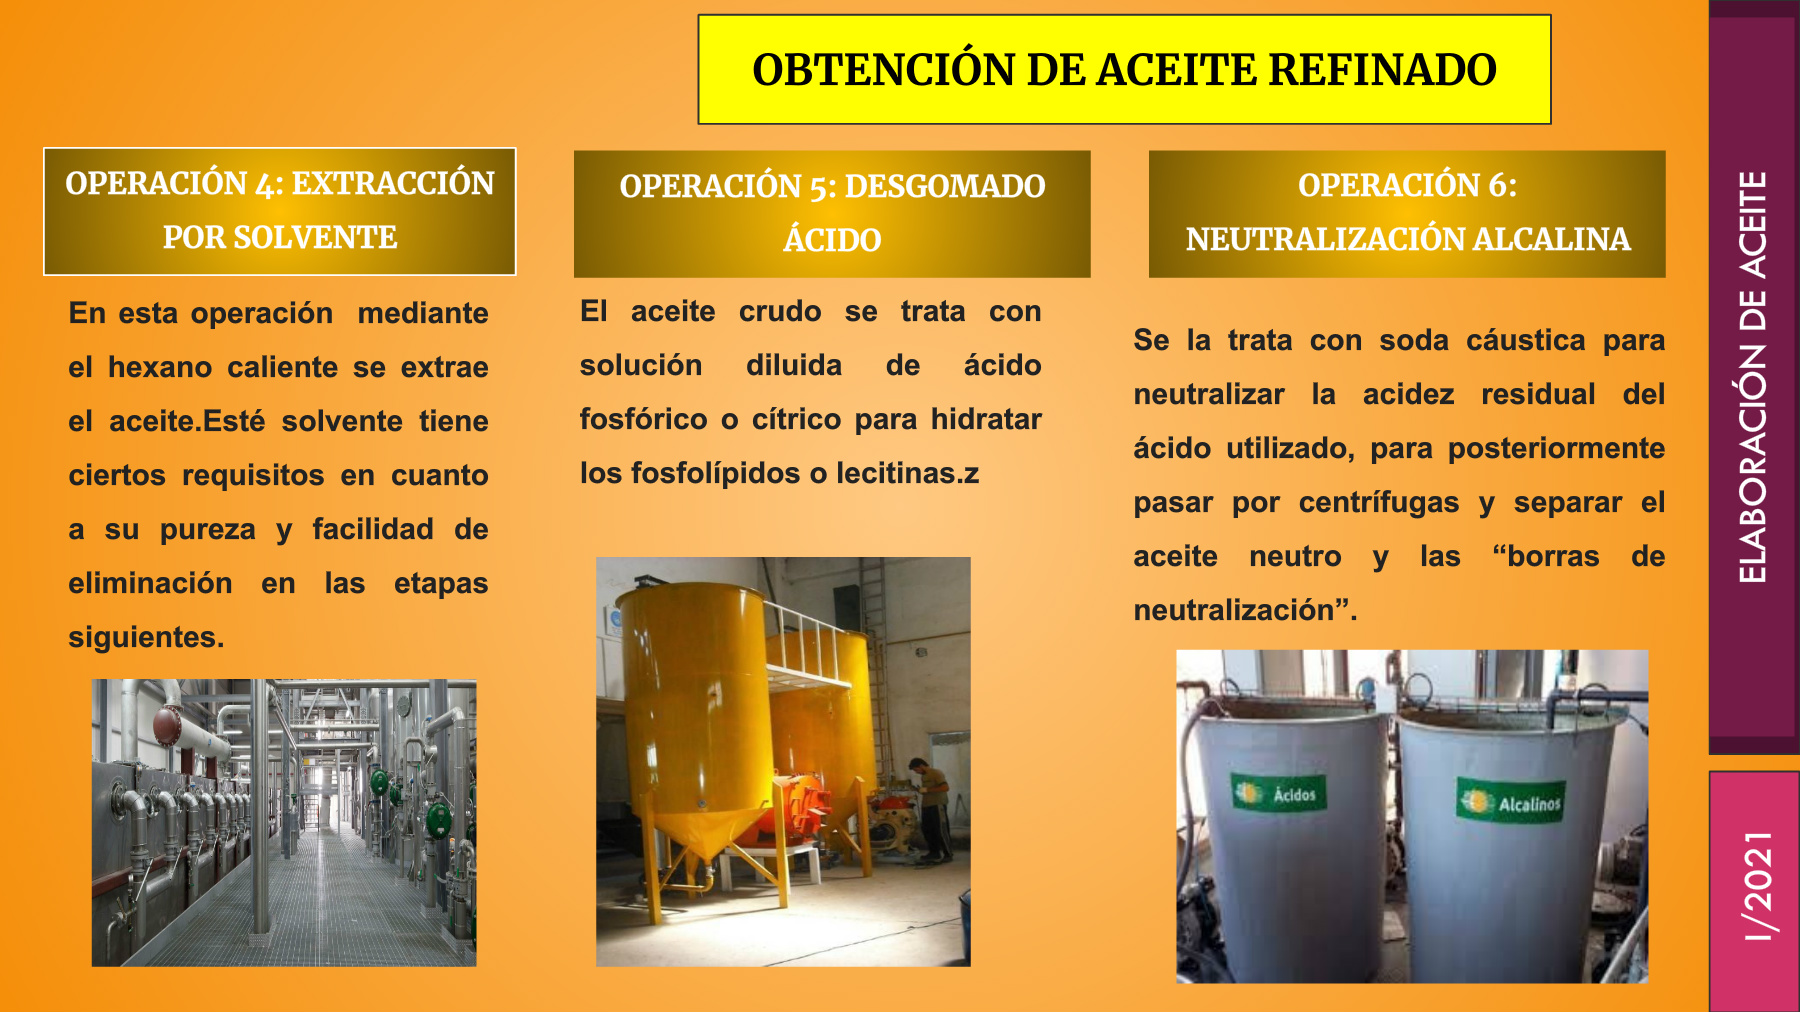 OBTENCIÓN DE ACEITE REFINADO
OPERACIÓN 4: EXTRACCIÓN
POR SOLVENTE
En esta operación mediante
el hexano caliente se extrae
el aceite.Esté solvente tiene
ciertos requisitos en cuanto
a su pureza y facilidad de
eliminación en las etapas
siguientes.
OPERACIÓN 5: DESGOMADO
ÁCIDO
El aceite crudo se trata con
solución diluida de ácido
fosfórico o cítrico para hidratar
los fosfolípidos o lecitinas.z
OPERACIÓN 6:
NEUTRALIZACIÓN ALCALINA
Se la trata con soda cáustica para
neutralizar la acidez residual del
ácido utilizado, para posteriormente
pasar por centrífugas y separar el
aceite neutro y las “borras de
neutralización”.
Ácidos
Alcalinos
ELABORACIÓN DE ACEITE
I/2021